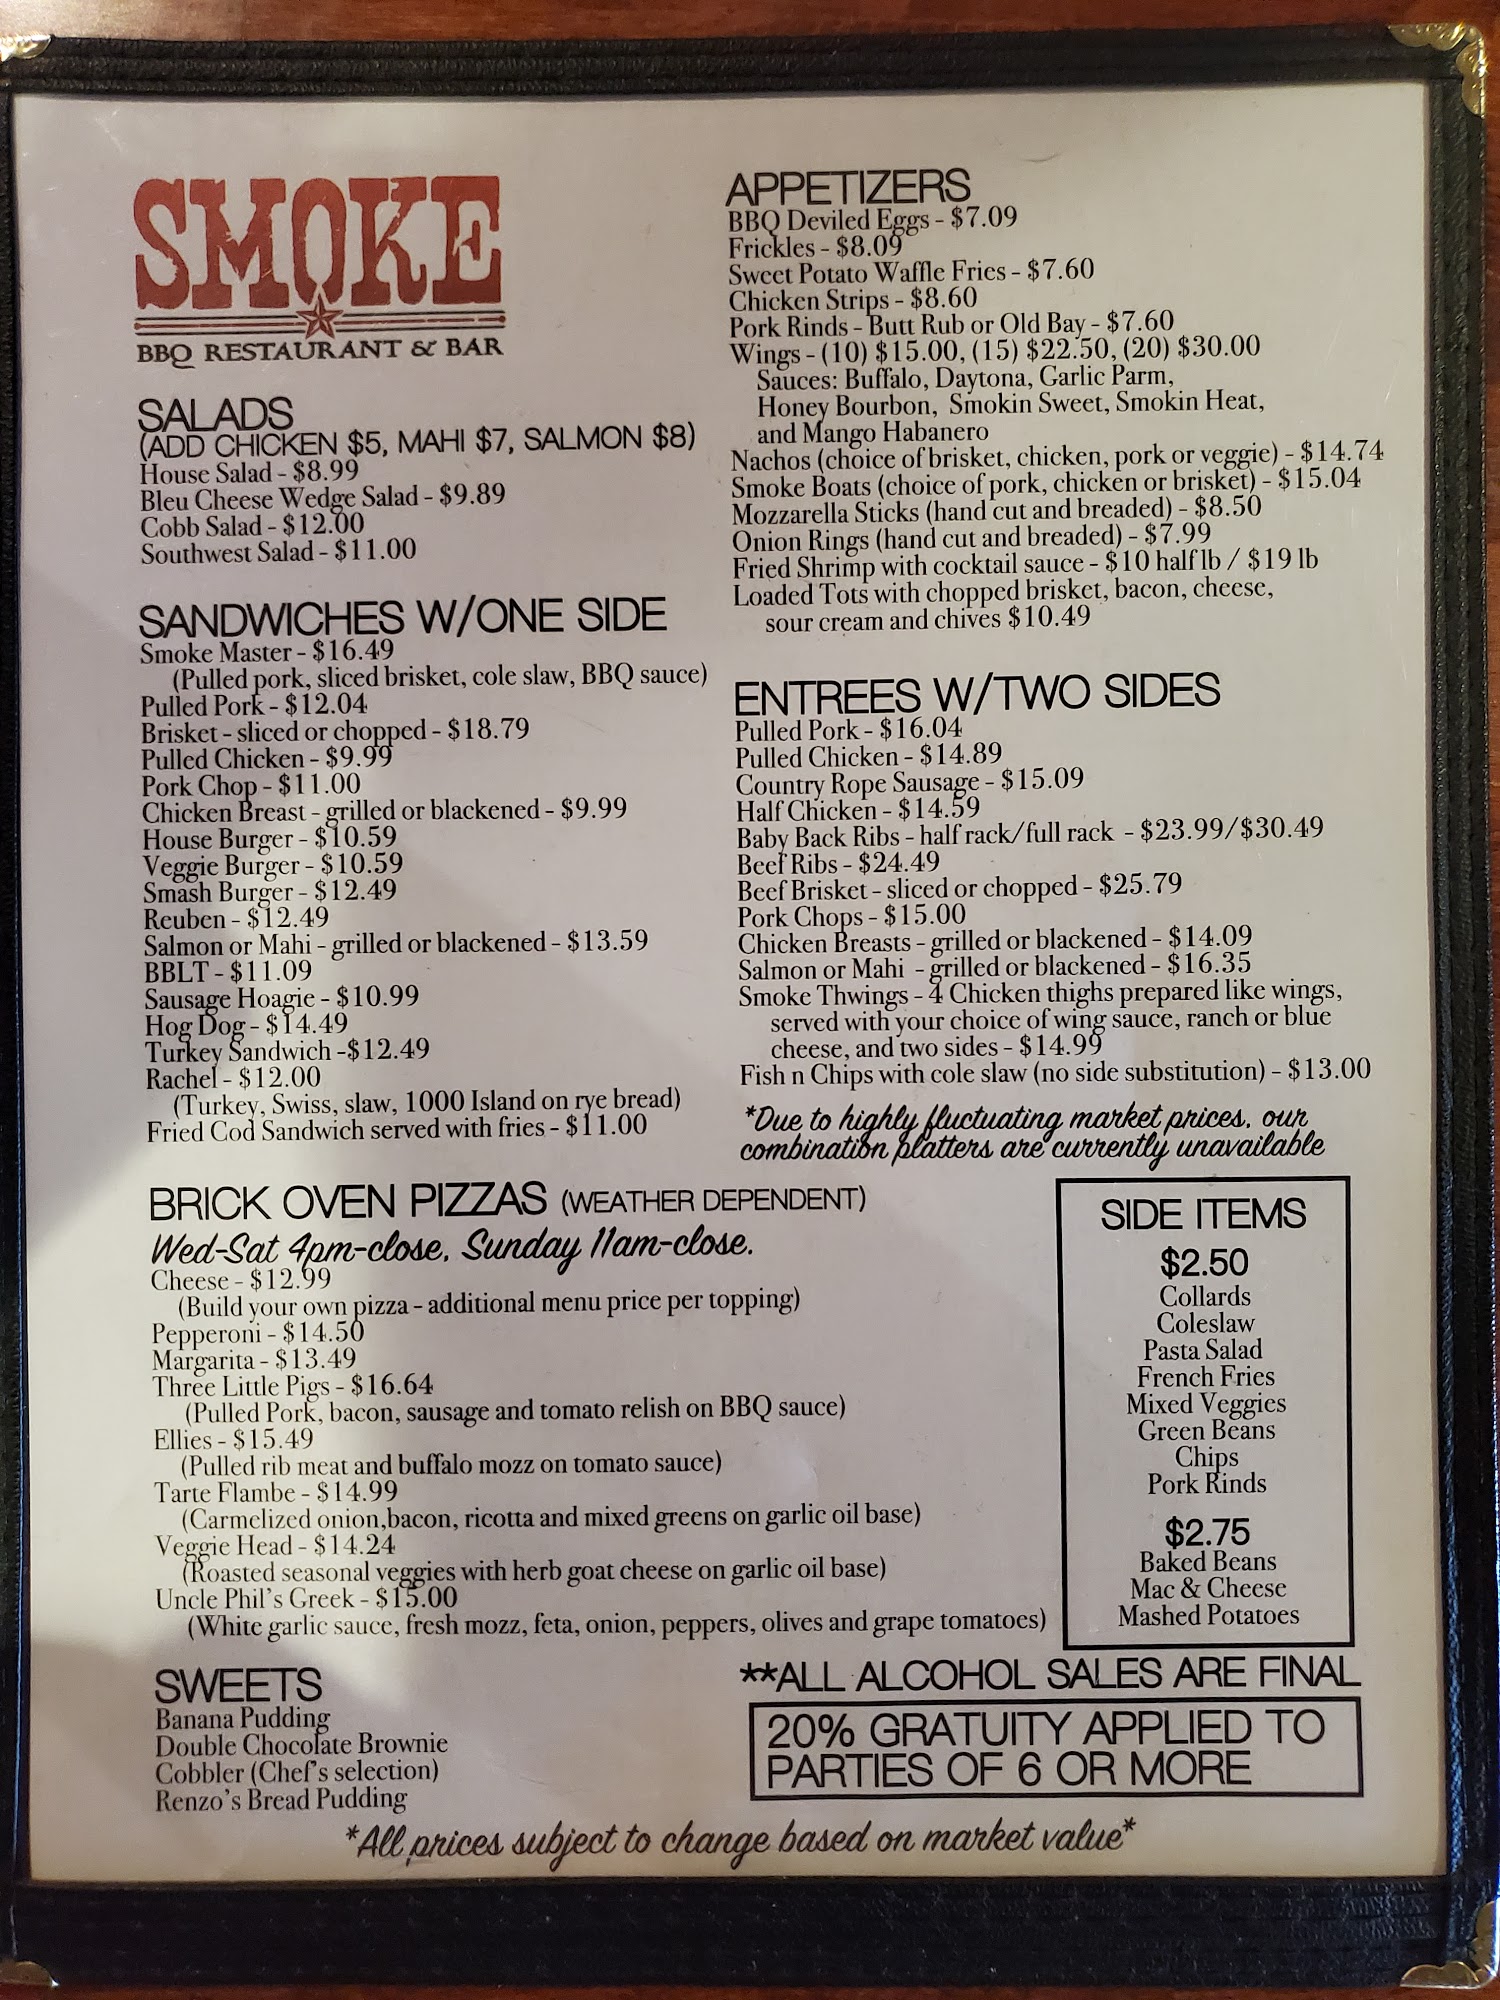 SMOKE
BBQ RESTAURANT & BAR
SALADS
(ADD CHICKEN $5, MAHI $7, SALMON $8)
House Salad - $8.99
Bleu Cheese Wedge Salad - $9.89
Cobb Salad - $12.00
Southwest Salad - $11.00
SANDWICHES W/ONE SIDE
Smoke Master - $16.49
(Pulled pork, sliced brisket, cole slaw, BBQ sauce)
Pulled Pork - $12.04
Brisket - sliced or chopped - $18.79
Pulled Chicken - $9.99
Pork Chop - $11.00
Chicken Breast - grilled or blackened - $9.99
House Burger - $10.59
Veggie Burger - $10.59
Smash Burger - $12.49
Reuben - $12.49
Salmon or Mahi - grilled or blackened - $13.59
BBLT - $11.09
Sausage Hoagie - $10.99
Hog Dog - $14.49
Turkey Sandwich -$12.49
Rachel - $12.00
(Turkey, Swiss, slaw, 1000 Island on rye bread)
Fried Cod Sandwich served with fries - $11.00
APPETIZERS
BBQ Deviled Eggs - $7.09
Frickles - $8.09
Sweet Potato Waffle Fries - $7.60
Chicken Strips - $8.60
Pork Rinds - Butt Rub or Old Bay - $7.60
Wings - (10) $15.00, (15) $22.50, (20) $30.00
Sauces: Buffalo, Daytona, Garlic Parm,
Honey Bourbon, Smokin Sweet, Smokin Heat,
and Mango Habanero
Nachos (choice of brisket, chicken, pork or veggie) - $14.74
Smoke Boats (choice of pork, chicken or brisket) - $15.04
Mozzarella Sticks (hand cut and breaded) - $8.50
Onion Rings (hand cut and breaded) - $7.99
Fried Shrimp with cocktail sauce - $10 half lb / $19 lb
Loaded Tots with chopped brisket, bacon, cheese,
sour cream and chives $10.49
ENTREES W/TWO SIDES
Pulled Pork - $16.04
Pulled Chicken - $14.89
Country Rope Sausage - $15.09
Half Chicken - $14.59
Baby Back Ribs - half rack/full rack - $23.99/$30.49
Beef Ribs - $24.49
Beef Brisket - sliced or chopped - $25.79
Pork Chops - $15.00
Chicken Breasts - grilled or blackened - $14.09
Salmon or Mahi - grilled or blackened - $16.35
Smoke Thwings - 4 Chicken thighs prepared like wings,
served with your choice of wing sauce, ranch or blue
cheese, and two sides - $14.99
Fish n Chips with cole slaw (no side substitution) - $13.00
*Due to highly fluctuating market prices, our
combination platters are currently unavailable
BRICK OVEN PIZZAS (WEATHER DEPENDENT)
Wed-Sat 4pm-close, Sunday 11am-close.
Cheese - $12.99
(Build your own pizza - additional menu price per topping)
Pepperoni - $14.50
Margarita - $13.49
Three Little Pigs - $16.64
(Pulled Pork, bacon, sausage and tomato relish on BBQ sauce)
Ellies - $15.49
(Pulled rib meat and buffalo mozz on tomato sauce)
Tarte Flambe - $14.99
(Carmelized onion,bacon, ricotta and mixed greens on garlic oil base)
Veggie Head - $14.24
(Roasted seasonal veggies with herb goat cheese on garlic oil base)
Uncle Phil's Greek - $15.00
(White garlic sauce, fresh mozz, feta, onion, peppers, olives and grape tomatoes)
SIDE ITEMS
$2.50
Collards
Coleslaw
Pasta Salad
French Fries
Mixed Veggies
Green Beans
Chips
Pork Rinds
$2.75
Baked Beans
Mac & Cheese
Mashed Potatoes
SWEETS
Banana Pudding
Double Chocolate Brownie
Cobbler (Chef's selection)
Renzo's Bread Pudding
**ALL ALCOHOL SALES ARE FINAL
20% GRATUITY APPLIED TO
PARTIES OF 6 OR MORE
*All prices subject to change based on market value*